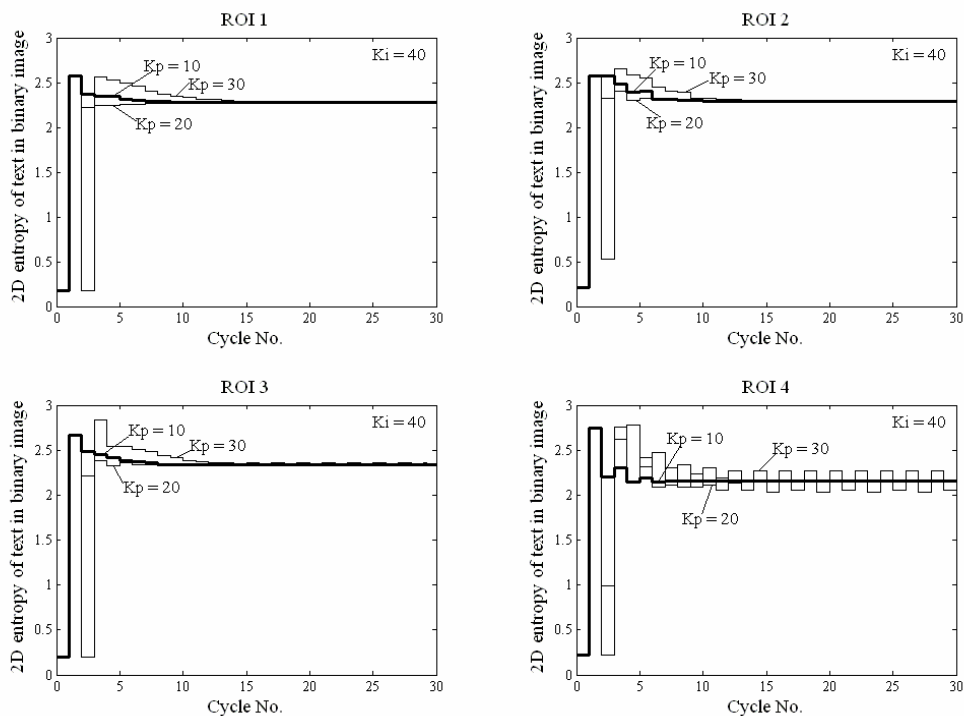 ROI 1
2D entropy of text in binary image
3
2.5
2
1.5
1
0.5
0
Ki = 40
Kp = 10
Kp = 30
Kp = 20
0 5 10 15 20 25 30
Cycle No.
ROI 2
2D entropy of text in binary image
3
2.5
2
1.5
1
0.5
0
Ki = 40
Kp = 10
Kp = 30
Kp = 20
0 5 10 15 20 25 30
Cycle No.
ROI 3
2D entropy of text in binary image
3
2.5
2
1.5
1
0.5
0
Ki = 40
Kp = 10
Kp = 30
Kp = 20
0 5 10 15 20 25 30
Cycle No.
ROI 4
2D entropy of text in binary image
3
2.5
2
1.5
1
0.5
0
Ki = 40
Kp = 10
Kp = 30
Kp = 20
0 5 10 15 20 25 30
Cycle No.